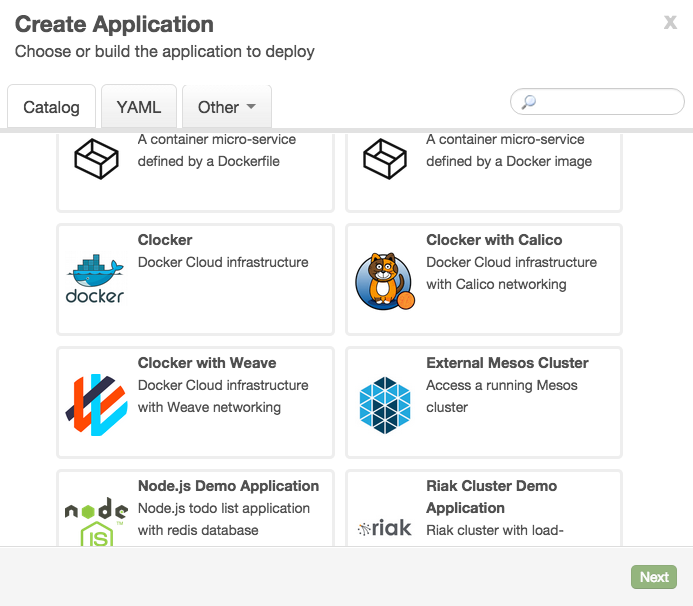 Create Application
X
Choose or build the application to deploy
Catalog
YAML
Other
A container micro-service
defined by a Dockerfile
A container micro-service
defined by a Docker image
Clocker
Docker Cloud infrastructure
docker
Clocker with Calico
Docker Cloud infrastructure
with Calico networking
Clocker with Weave
Docker Cloud infrastructure
with Weave networking
External Mesos Cluster
Access a running Mesos
cluster
Node.js Demo Application
Node.js todo list application
with redis database
node
JS
™
Riak Cluster Demo
Application
Riak cluster with load-
riak
Next